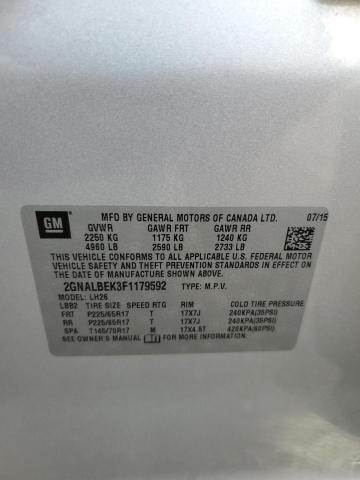 GM
MFD BY GENERAL MOTORS OF CANADA LTD. 07/15
GVWR GAWR FRT GAWR RR
2250 KG 1175 KG 1240 KG
4960 LB 2590 LB 2733 LB
THIS VEHICLE CONFORMS TO ALL APPLICABLE U.S. FEDERAL MOTOR
VEHICLE SAFETY, BUMPER, AND THEFT PREVENTION STANDARDS IN EFFECT ON
THE DATE OF MANUFACTURE SHOWN ABOVE.
2GNALBEK3F1179592 TYPE: M.P.V.
MODEL: LH26
LBB2 TIRE SIZE SPEED RTG RIM COLD TIRE PRESSURE
FRT P225/65R17 T 17X7J 240KPA(35PSI)
RR P225/65R17 T 17X7J 240KPA(35PSI)
SPA T145/70R17 M 17X4.5T 420KPA(60PSI)
SEE OWNER'S MANUAL FOR MORE INFORMATION